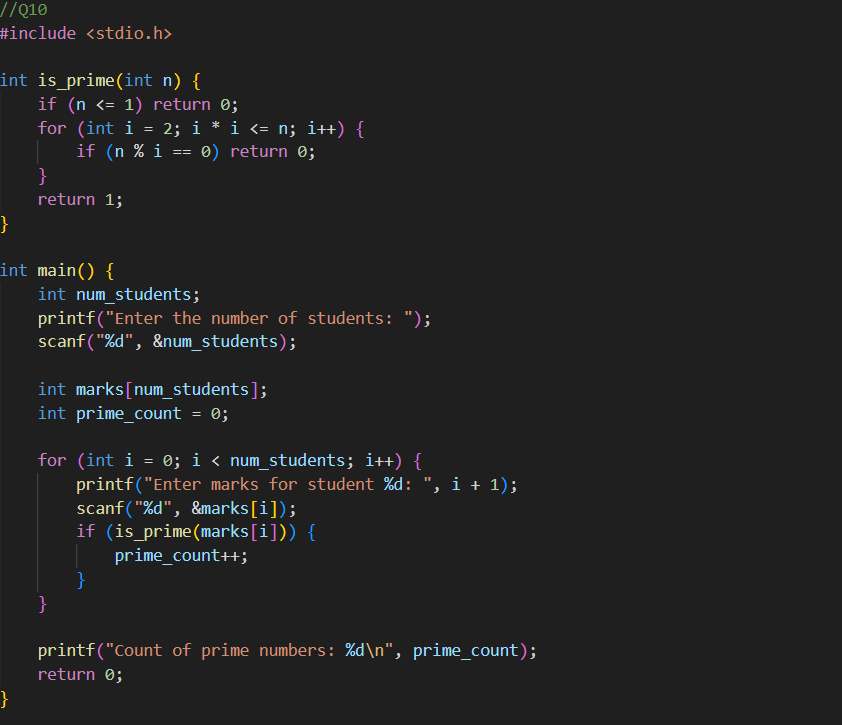 //Q10
#include <stdio.h>

int is_prime(int n) {
    if (n <= 1) return 0;
    for (int i = 2; i * i <= n; i++) {
        if (n % i == 0) return 0;
    }
    return 1;
}

int main() {
    int num_students;
    printf("Enter the number of students: ");
    scanf("%d", &num_students);

    int marks[num_students];
    int prime_count = 0;

    for (int i = 0; i < num_students; i++) {
        printf("Enter marks for student %d: ", i + 1);
        scanf("%d", &marks[i]);
        if (is_prime(marks[i])) {
            prime_count++;
        }
    }

    printf("Count of prime numbers: %d\n", prime_count);
    return 0;
}